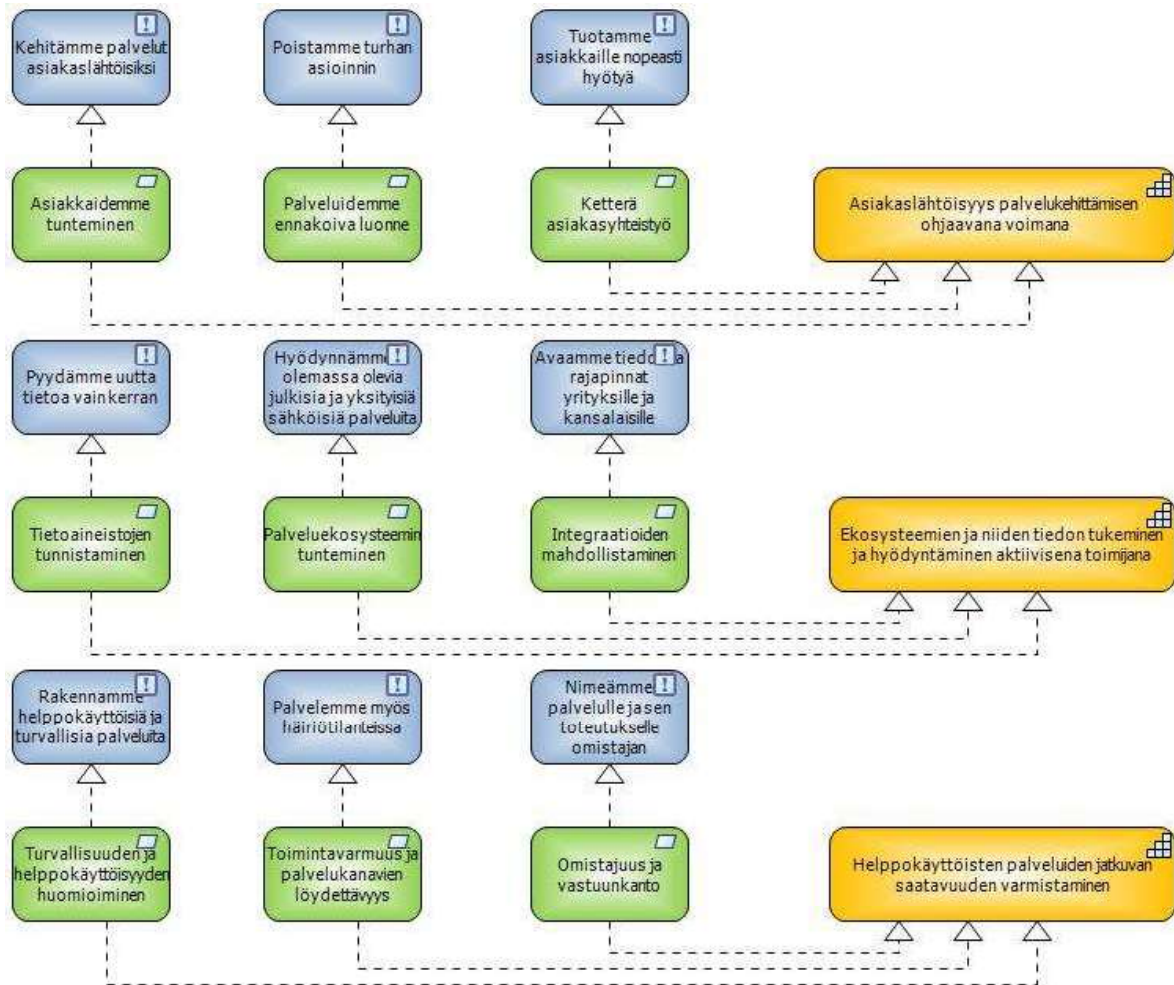 Kehitämme palvelut
asiakaslähtöisiksi
Poistamme turhan
asioinnin
Tuotamme
asiakkaille nopeasti
hyötyä
Asiakkaidemme
tunteminen
Palveluidemme
ennakoiva luonne
Ketterä
asiakasyhteistyö
Asiakaslähtöisyys palvelukehittämisen
ohjaavana voimana
Pyydämme uutta
tietoa vain kerran
Hyödynnämme
olemassa olevia
julkisia ja yksityisiä
sähköisiä palveluita
Avaamme
rajapinnat
yrityksille ja
kansalaisille
Tietoaineistojen
tunnistaminen
Palveluekosysteemin
tunteminen
Integraatioiden
mahdollistaminen
Ekosysteemien ja niiden tiedon tukeminen
ja hyödyntäminen aktiivisena toimijana
Rakennamme
helppokäyttöisiä ja
turvallisia palveluita
Palvelemme myös
häiriötilanteissa
Nimeämme
palvelulle ja sen
toteutukselle
omistajan
Turvallisuuden ja
helppokäyttöisyyden
huomioiminen
Toimintavarmuus ja
palvelukanavien
löydettävyys
Omistajuus ja
vastuunkanto
Helppokäyttöisten palveluiden jatkuvan
saatavuuden varmistaminen